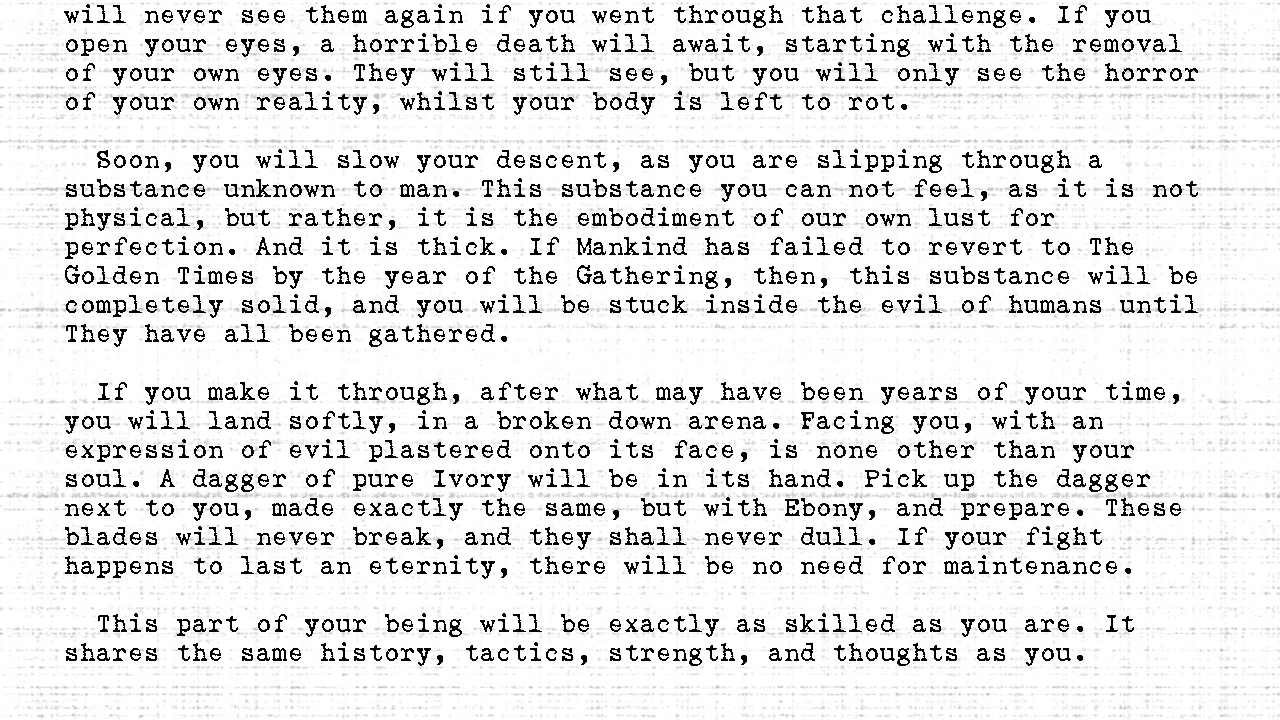 will never see them again if you went through that challenge. If you
open your eyes, a horrible death will await, starting with the removal
of your own eyes. They will still see, but you will only see the horror
of your own reality, whilst your body is left to rot.
Soon, you will slow your descent, as you are slipping through a
substance unknown to man. This substance you can not feel, as it is not
physical, but rather, it is the embodiment of our own lust for
perfection. And it is thick. If Mankind has failed to revert to The
Golden Times by the year of the Gathering, then, this substance will be
completely solid, and you will be stuck inside the evil of humans until
They have all been gathered.
If you make it through, after what may have been years of your time,
you will land softly, in a broken down arena. Facing you, with an
expression of evil plastered onto its face, is none other than your
soul. A dagger of pure Ivory will be in its hand. Pick up the dagger
next to you, made exactly the same, but with Ebony, and prepare. These
blades will never break, and they shall never dull. If your fight
happens to last an eternity, there will be no need for maintenance.
This part of your being will be exactly as skilled as you are. It
shares the same history, tactics, strength, and thoughts as you.